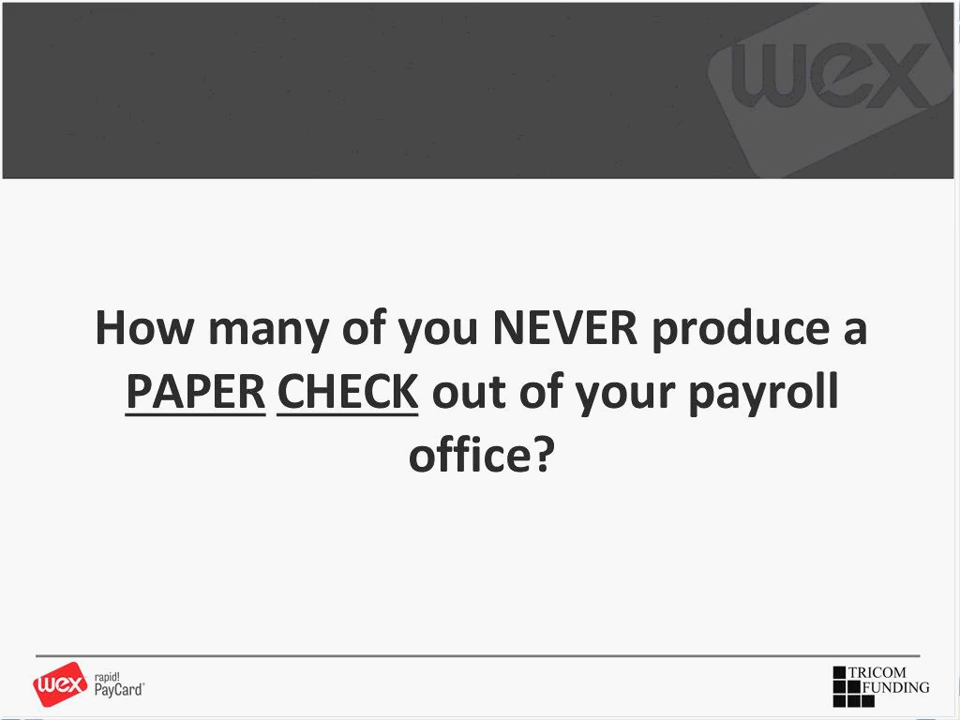 wex
How many of you NEVER produce a
PAPER CHECK out of your payroll
office?
wex rapid!
PayCard®
TRICOM
FUNDING